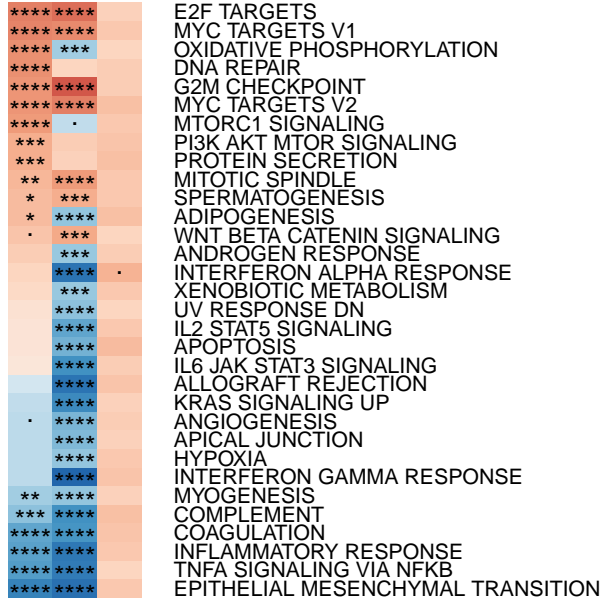 **** **** E2F TARGETS
**** **** MYC TARGETS V1
**** *** OXIDATIVE PHOSPHORYLATION
**** DNA REPAIR
**** **** G2M CHECKPOINT
**** **** MYC TARGETS V2
**** . MTORC1 SIGNALING
*** PI3K AKT MTOR SIGNALING
*** PROTEIN SECRETION
** **** MITOTIC SPINDLE
* *** SPERMATOGENESIS
* **** ADIPOGENESIS
. *** WNT BETA CATENIN SIGNALING
*** ANDROGEN RESPONSE
**** . INTERFERON ALPHA RESPONSE
*** XENOBIOTIC METABOLISM
**** UV RESPONSE DN
**** IL2 STAT5 SIGNALING
**** APOPTOSIS
**** IL6 JAK STAT3 SIGNALING
**** ALLOGRAFT REJECTION
**** KRAS SIGNALING UP
. **** ANGIOGENESIS
**** APICAL JUNCTION
**** HYPOXIA
**** INTERFERON GAMMA RESPONSE
** **** MYOGENESIS
*** **** COMPLEMENT
**** **** COAGULATION
**** **** INFLAMMATORY RESPONSE
**** **** TNFA SIGNALING VIA NFKB
**** **** EPITHELIAL MESENCHYMAL TRANSITION